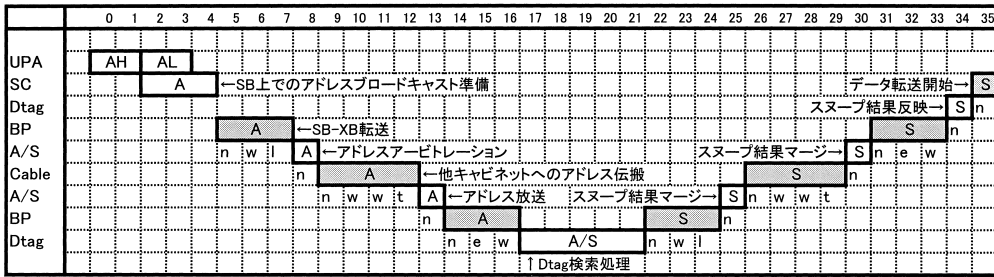 0 1 2 3 4 5 6 7 8 9 10 11 12 13 14 15 16 17 18 19 20 21 22 23 24 25 26 27 28 29 30 31 32 33 34 35
UPA AH AL
SC A ←SB上でのアドレスブロードキャスト準備 データ転送開始→ S
Dtag スヌープ結果反映→ S n
BP A ←SB-XB転送 S n
A/S n w l A ←アドレスアービトレーション スヌープ結果マージ→ S n e w
Cable n A ←他キャビネットへのアドレス伝搬 S n
A/S n w w t A ←アドレス放送 スヌープ結果マージ→ S n w w t
BP n A S n
Dtag n e w A/S n w l
↑Dtag検索処理